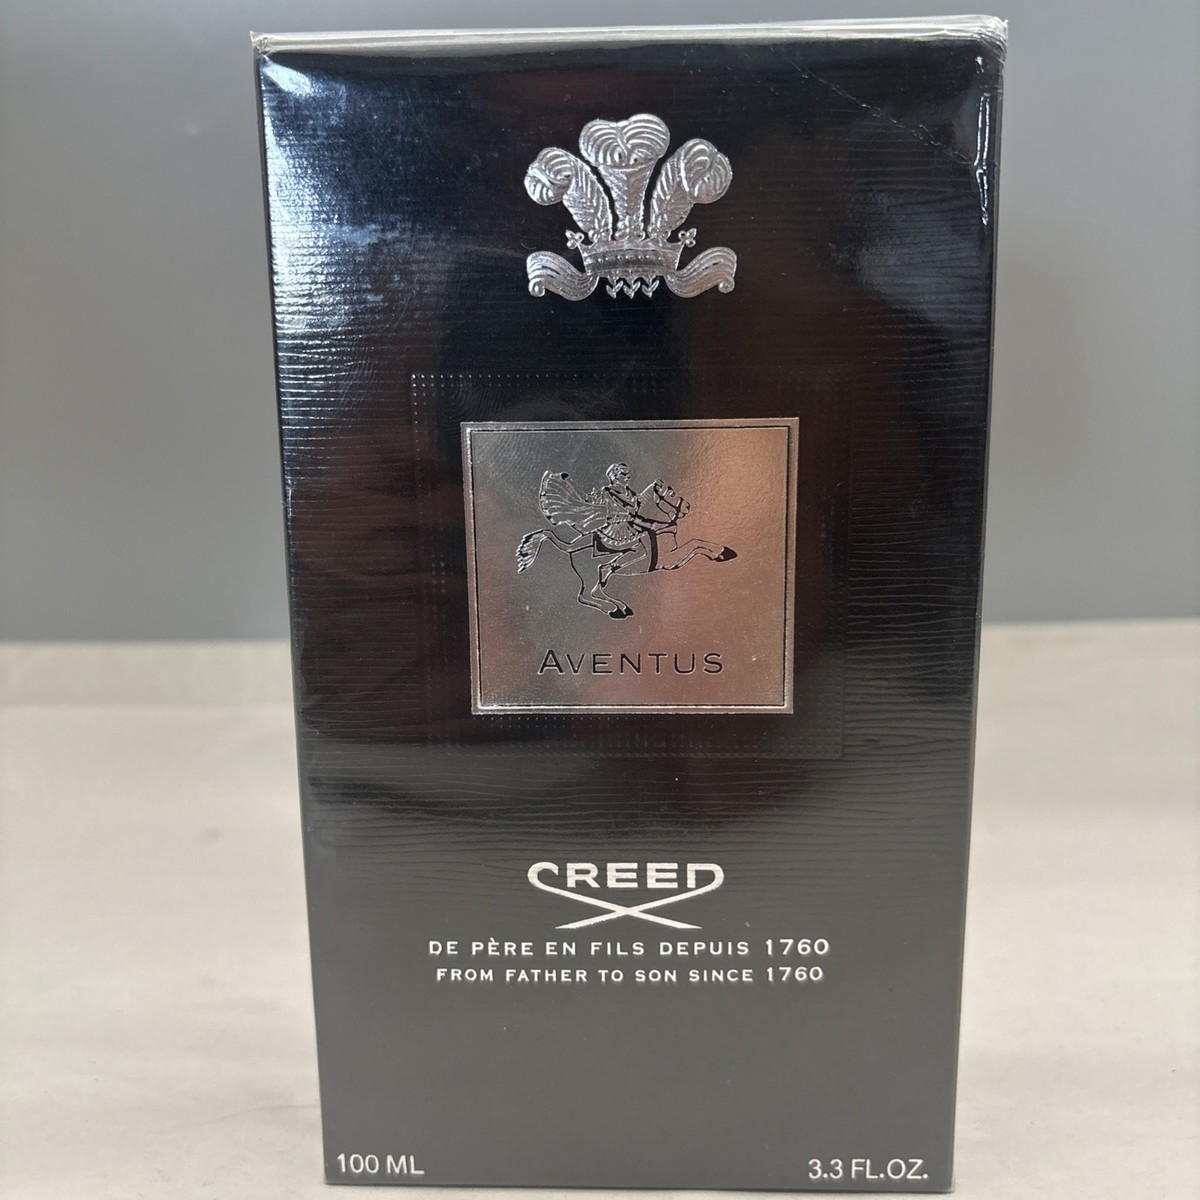 AVENTUS
CREED
DE PÈRE EN FILS DEPUIS 1760
FROM FATHER TO SON SINCE 1760
100 ML
3.3 FL.OZ.